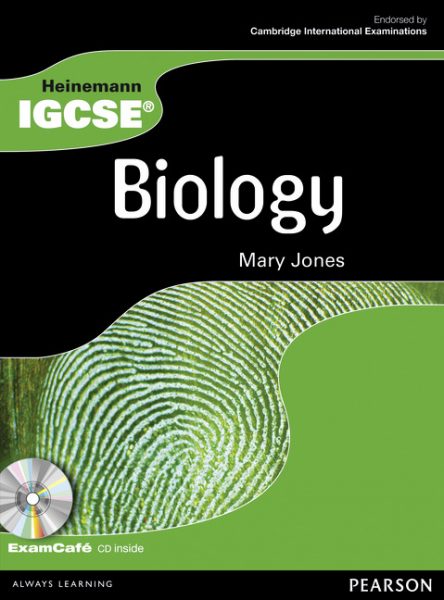 Endorsed by
Cambridge International Examinations
Heinemann
IGCSE®
Biology
Mary Jones
ExamCafé CD inside
ALWAYS LEARNING
PEARSON